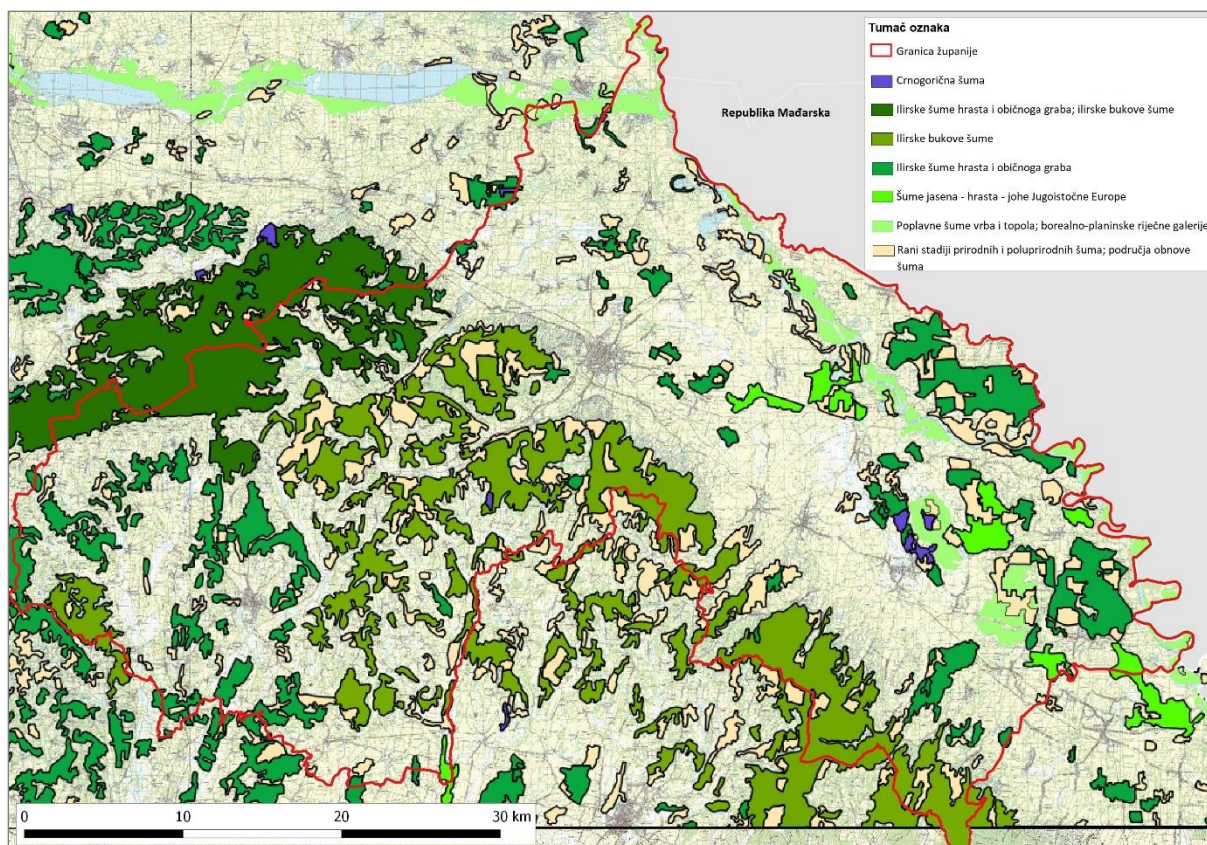 Tumač oznaka
Granica županije
Crnogorična šuma
Ilirske šume hrasta i običnoga graba; ilirske bukove šume
Ilirske bukove šume
Ilirske šume hrasta i običnoga graba
Šume jasena - hrasta - johe Jugoistočne Europe
Poplavne šume vrba i topola; borealno-planinske riječne galerije
Rani stadiji prirodnih i poluprirodnih šuma; područja obnove
šuma
Republika Mađarska
0 10 20 30 km